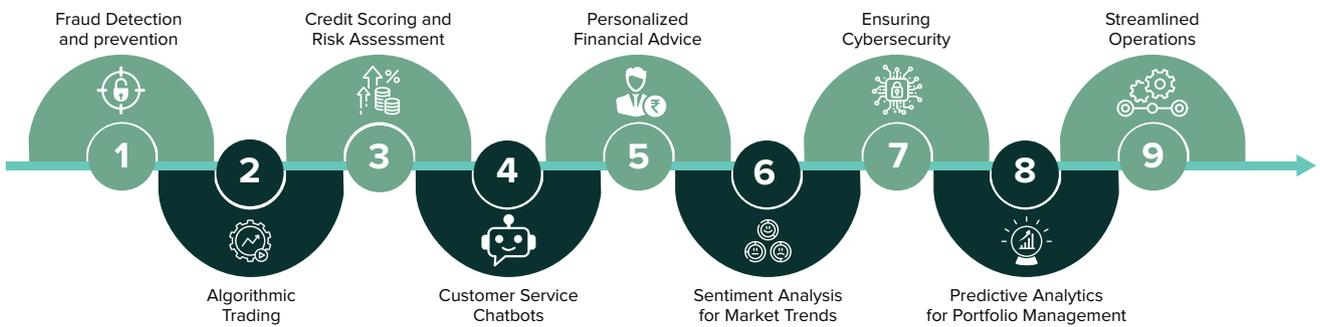 Fraud Detection
and prevention
Credit Scoring and
Risk Assessment
Personalized
Financial Advice
Ensuring
Cybersecurity
Streamlined
Operations
%
₹
1
2
3
4
5
6
7
8
9
Algorithmic
Trading
Customer Service
Chatbots
Sentiment Analysis
for Market Trends
Predictive Analytics
for Portfolio Management